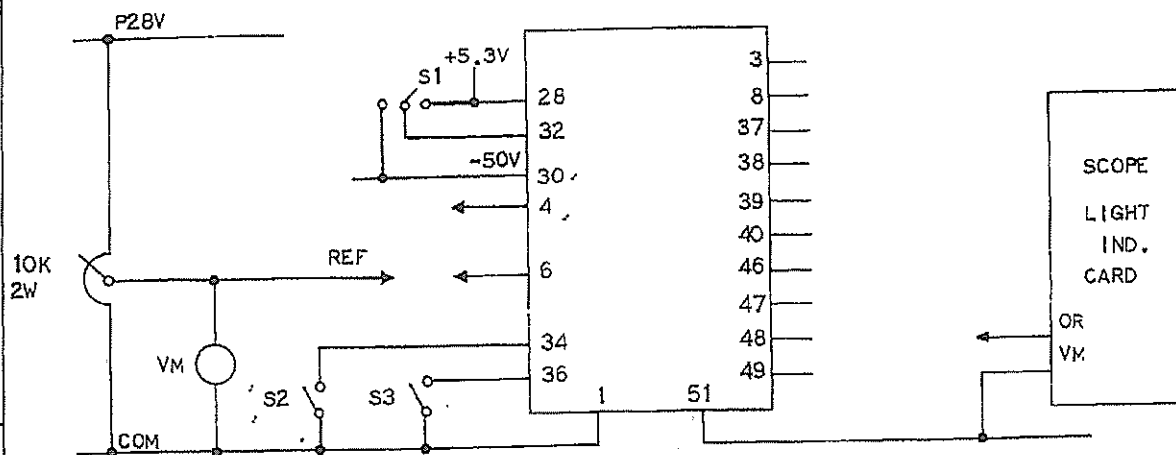 P28V
+5.3V
S1
28
32
-50V
30
4
REF
6
10K
2W
VM
34
36
S2
S3
COM
1
51
3
8
37
38
39
40
46
47
48
49
SCOPE
LIGHT
IND.
CARD
OR
VM